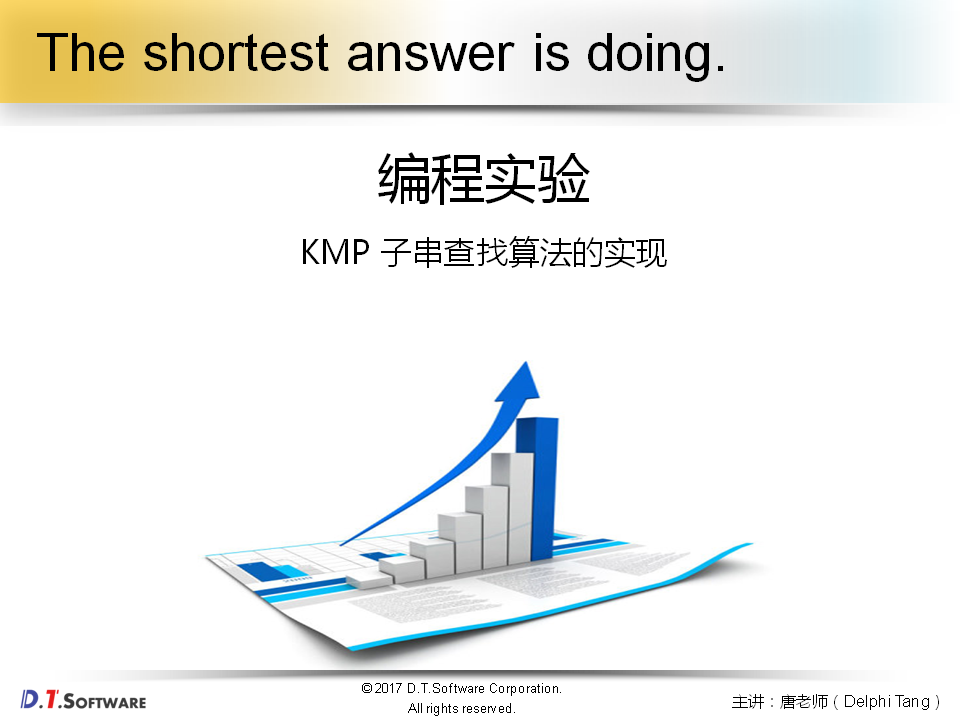 The shortest answer is doing.
编程实验
KMP 子串查找算法的实现
2009
D.T.SOFTWARE
©2017 D.T.Software Corporation.
All rights reserved.
主讲：唐老师（Delphi Tang）